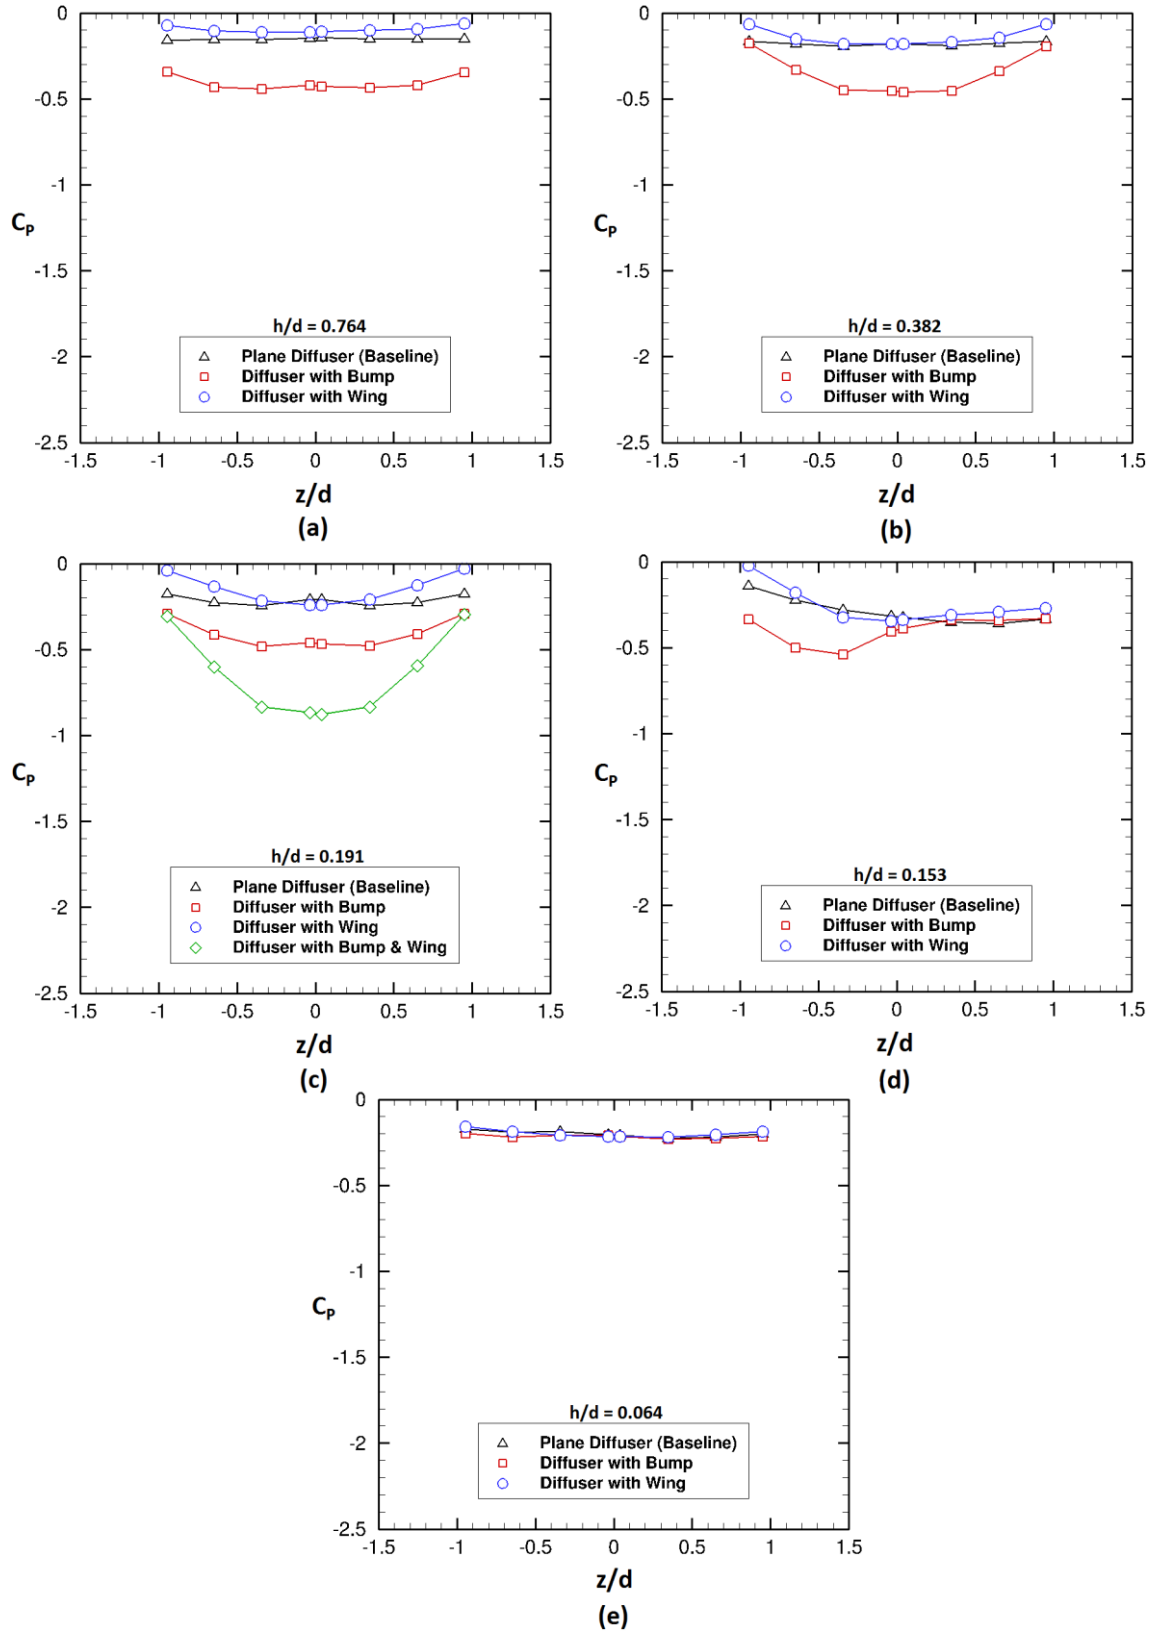 0
-0.5
-1
-1.5
-2
-2.5
C_P
h/d = 0.764
Plane Diffuser (Baseline)
Diffuser with Bump
Diffuser with Wing
-1.5 -1 -0.5 0 0.5 1 1.5
z/d
(a)
0
-0.5
-1
-1.5
-2
-2.5
C_P
h/d = 0.382
Plane Diffuser (Baseline)
Diffuser with Bump
Diffuser with Wing
-1.5 -1 -0.5 0 0.5 1 1.5
z/d
(b)
0
-0.5
-1
-1.5
-2
-2.5
C_P
h/d = 0.191
Plane Diffuser (Baseline)
Diffuser with Bump
Diffuser with Wing
Diffuser with Bump & Wing
-1.5 -1 -0.5 0 0.5 1 1.5
z/d
(c)
0
-0.5
-1
-1.5
-2
-2.5
C_P
h/d = 0.153
Plane Diffuser (Baseline)
Diffuser with Bump
Diffuser with Wing
-1.5 -1 -0.5 0 0.5 1 1.5
z/d
(d)
0
-0.5
-1
-1.5
-2
-2.5
C_P
h/d = 0.064
Plane Diffuser (Baseline)
Diffuser with Bump
Diffuser with Wing
-1.5 -1 -0.5 0 0.5 1 1.5
z/d
(e)